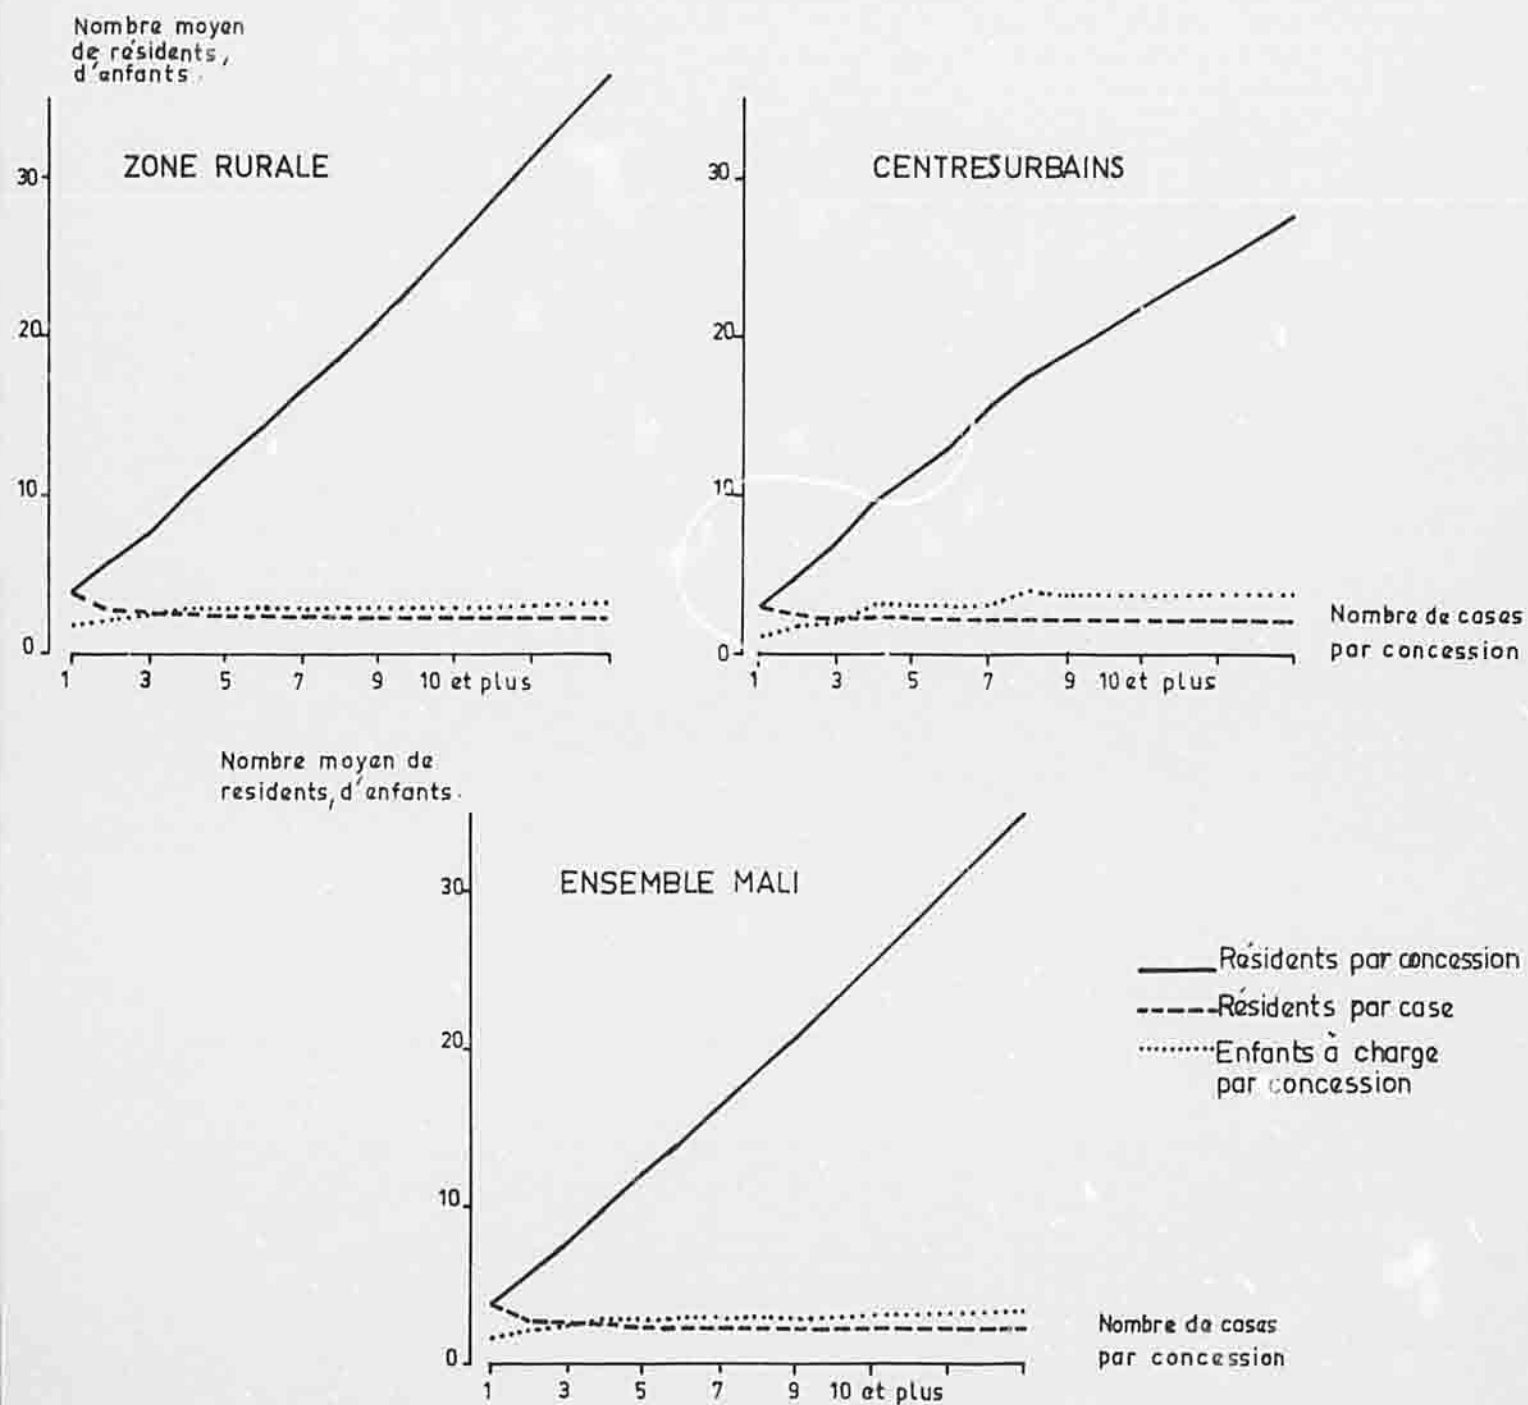 Nombre moyen
de résidents,
d'enfants.
ZONE RURALE
30
20
10
0
1 3 5 7 9 10 et plus
CENTRES URBAINS
30
20
10
0
1 3 5 7 9 10 et plus
Nombre de cases
par concession
Nombre moyen de
residents, d'enfants.
ENSEMBLE MALI
30
20
10
0
1 3 5 7 9 10 et plus
Nombre de cases
par concession
Résidents par concession
Résidents par case
Enfants à charge
par concession